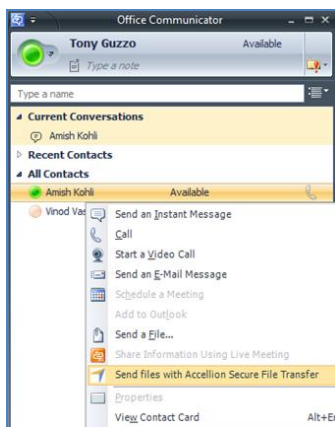 Office Communicator
Tony Guzzo Available
Type a note
Type a name
Current Conversations
Amish Kohli
Recent Contacts
All Contacts
Amish Kohli Available
Vinod
Send an Instant Message
Call
Start a Video Call
Send an E-Mail Message
Schedule a Meeting
Add to Outlook
Send a File...
Share Information Using Live Meeting
Send files with Accellion Secure File Transfer
Properties
View Contact Card